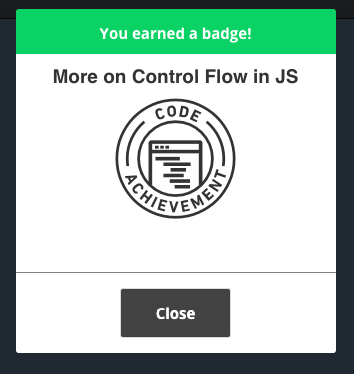 You earned a badge!
More on Control Flow in JS
CODE
ACHIEVEMENT
Close